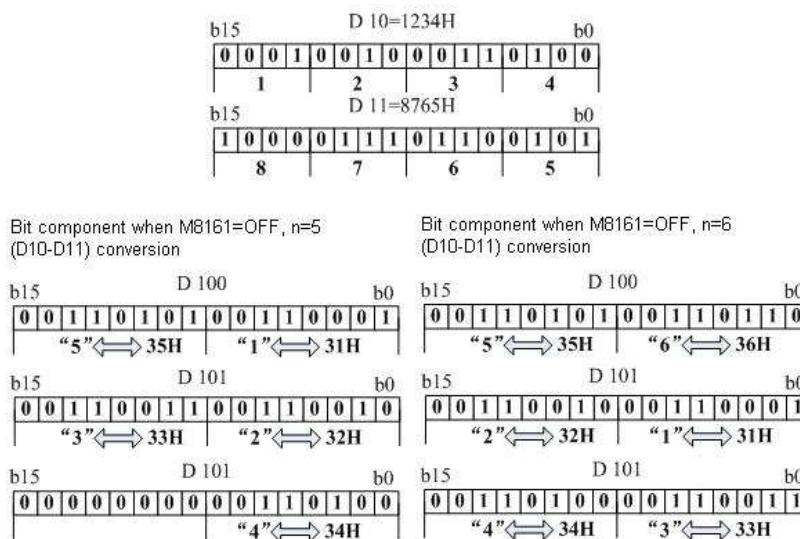 D 10=1234H
b15 b0
0 0 0 1 0 0 1 0 0 0 1 1 0 1 0 0
1 2 3 4
D 11=8765H
b15 b0
1 0 0 0 0 1 1 1 0 1 1 0 0 1 0 1
8 7 6 5
Bit component when M8161=OFF, n=5
(D10-D11) conversion
D 100
b15 b0
0 0 1 1 0 1 0 1 0 0 1 1 0 0 0 1
“5” 35H “1” 31H
D 101
b15 b0
0 0 1 1 0 0 1 1 0 0 1 1 0 0 1 0
“3” 33H “2” 32H
D 101
b15 b0
0 0 0 0 0 0 0 0 0 0 1 1 0 1 0 0
“4” 34H
Bit component when M8161=OFF, n=6
(D10-D11) conversion
D 100
b15 b0
0 0 1 1 0 1 0 1 0 0 1 1 0 1 1 0
“5” 35H “6” 36H
D 101
b15 b0
0 0 1 1 0 0 1 0 0 0 1 1 0 0 0 1
“2” 32H “1” 31H
D 101
b15 b0
0 0 1 1 0 1 0 0 0 0 1 1 0 0 1 1
“4” 34H “3” 33H